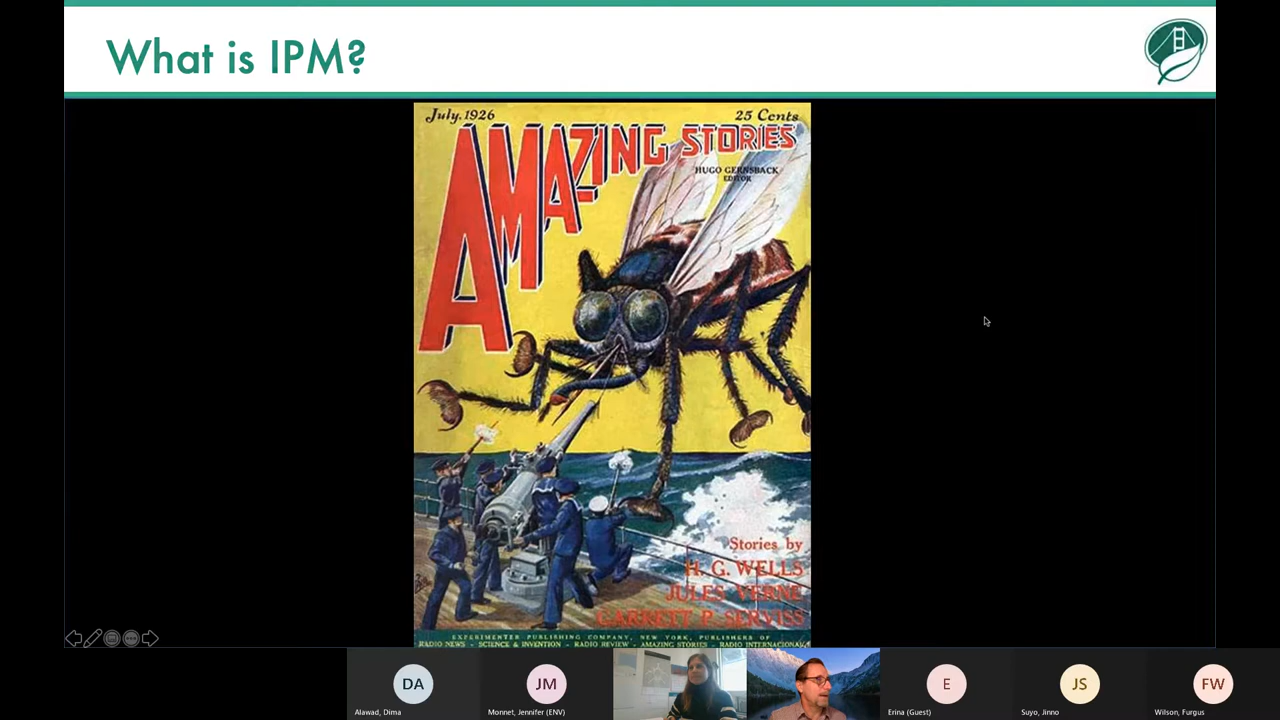 What is IPM?
July, 1926
25 Cents
AMAZING STORIES
HUGO GERNSBACK
EDITOR
Stories by
H. G. WELLS
JULES VERNE
GARRETT P. SERVISS
EXPERIMENTER PUBLISHING COMPANY, NEW YORK, PUBLISHERS OF
RADIO NEWS - SCIENCE & INVENTION - RADIO REVIEW - AMAZING STORIES - RADIO INTERNACIONAL
DA
JM
E
JS
FW
Alawad, Dima
Monnet, Jennifer (ENV)
Erina (Guest)
Suyo, Jinno
Wilson, Furgus